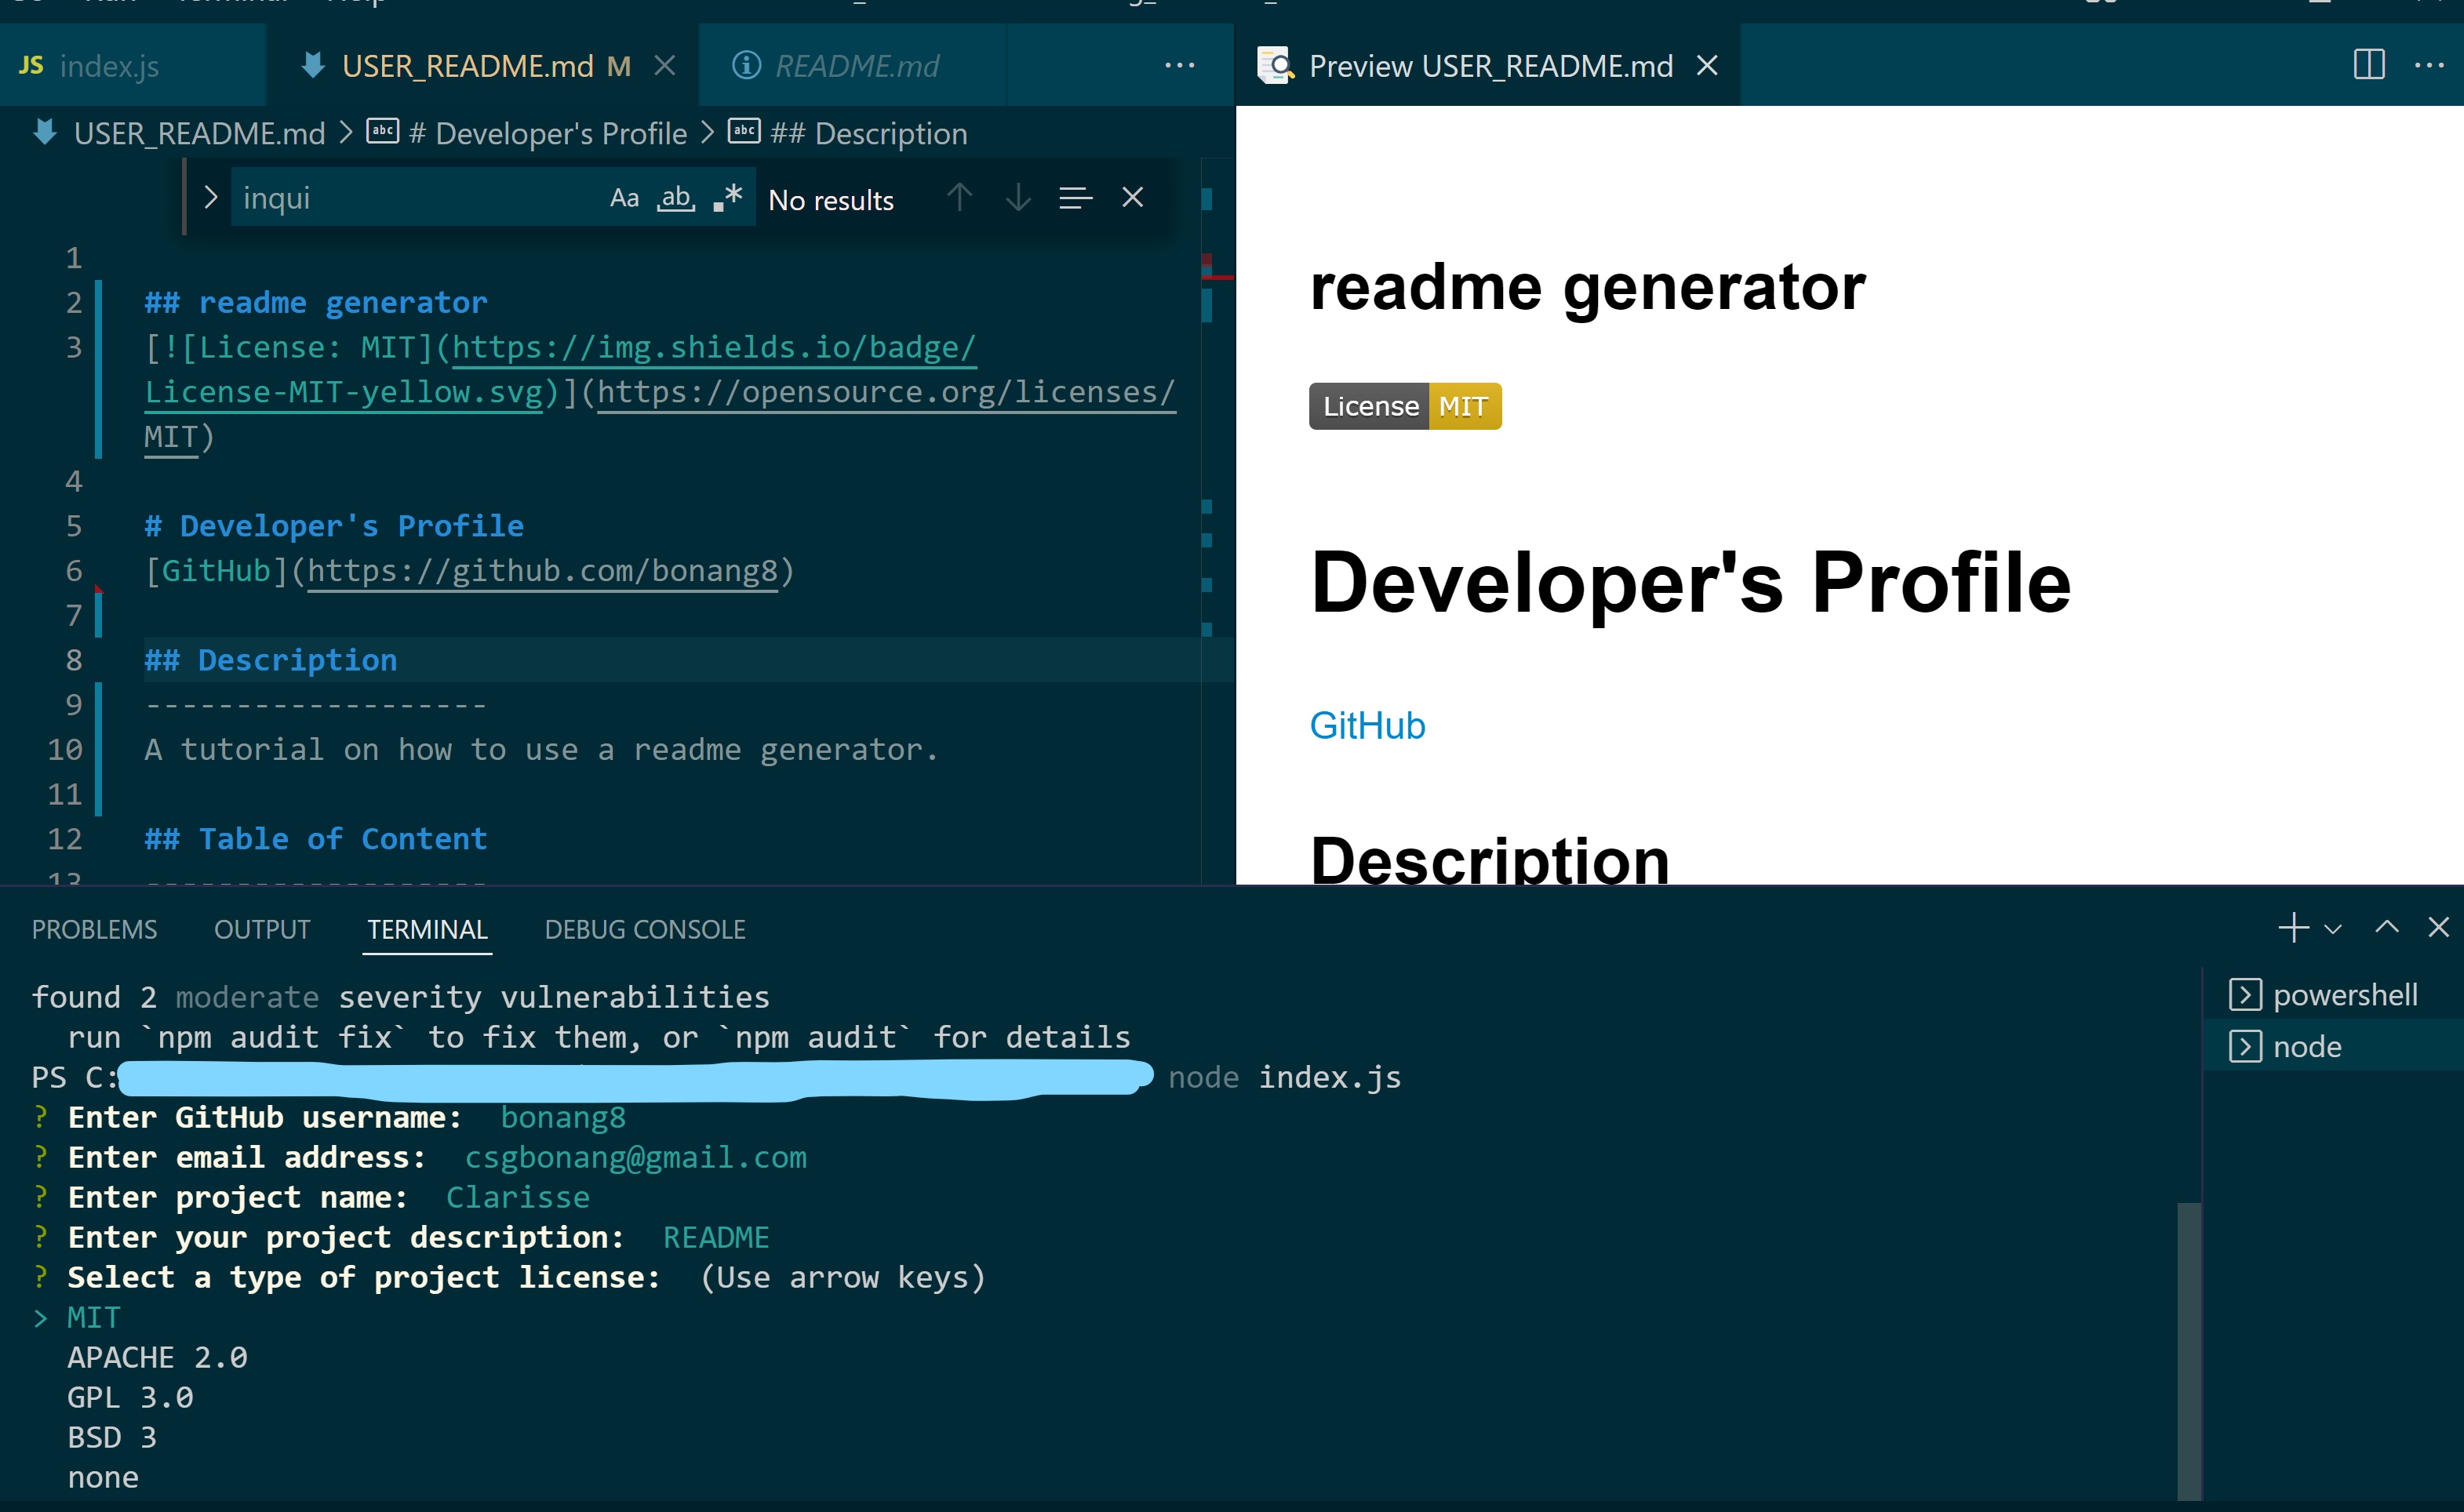 JS index.js
USER_README.md M
README.md
Preview USER_README.md
USER_README.md > # Developer's Profile > ## Description
inqui Aa ab .* No results
1
2 ## readme generator
3 [![License: MIT](https://img.shields.io/badge/
License-MIT-yellow.svg)](https://opensource.org/licenses/
MIT)
4
5 # Developer's Profile
6 [GitHub](https://github.com/bonang8)
7
8 ## Description
9 -------------------
10 A tutorial on how to use a readme generator.
11
12 ## Table of Content
13 -------------------
readme generator
License MIT
Developer's Profile
GitHub
Description
PROBLEMS OUTPUT TERMINAL DEBUG CONSOLE
found 2 moderate severity vulnerabilities
run `npm audit fix` to fix them, or `npm audit` for details
PS C: node index.js
? Enter GitHub username: bonang8
? Enter email address: csgbonang@gmail.com
? Enter project name: Clarisse
? Enter your project description: README
? Select a type of project license: (Use arrow keys)
> MIT
APACHE 2.0
GPL 3.0
BSD 3
none
powershell
node